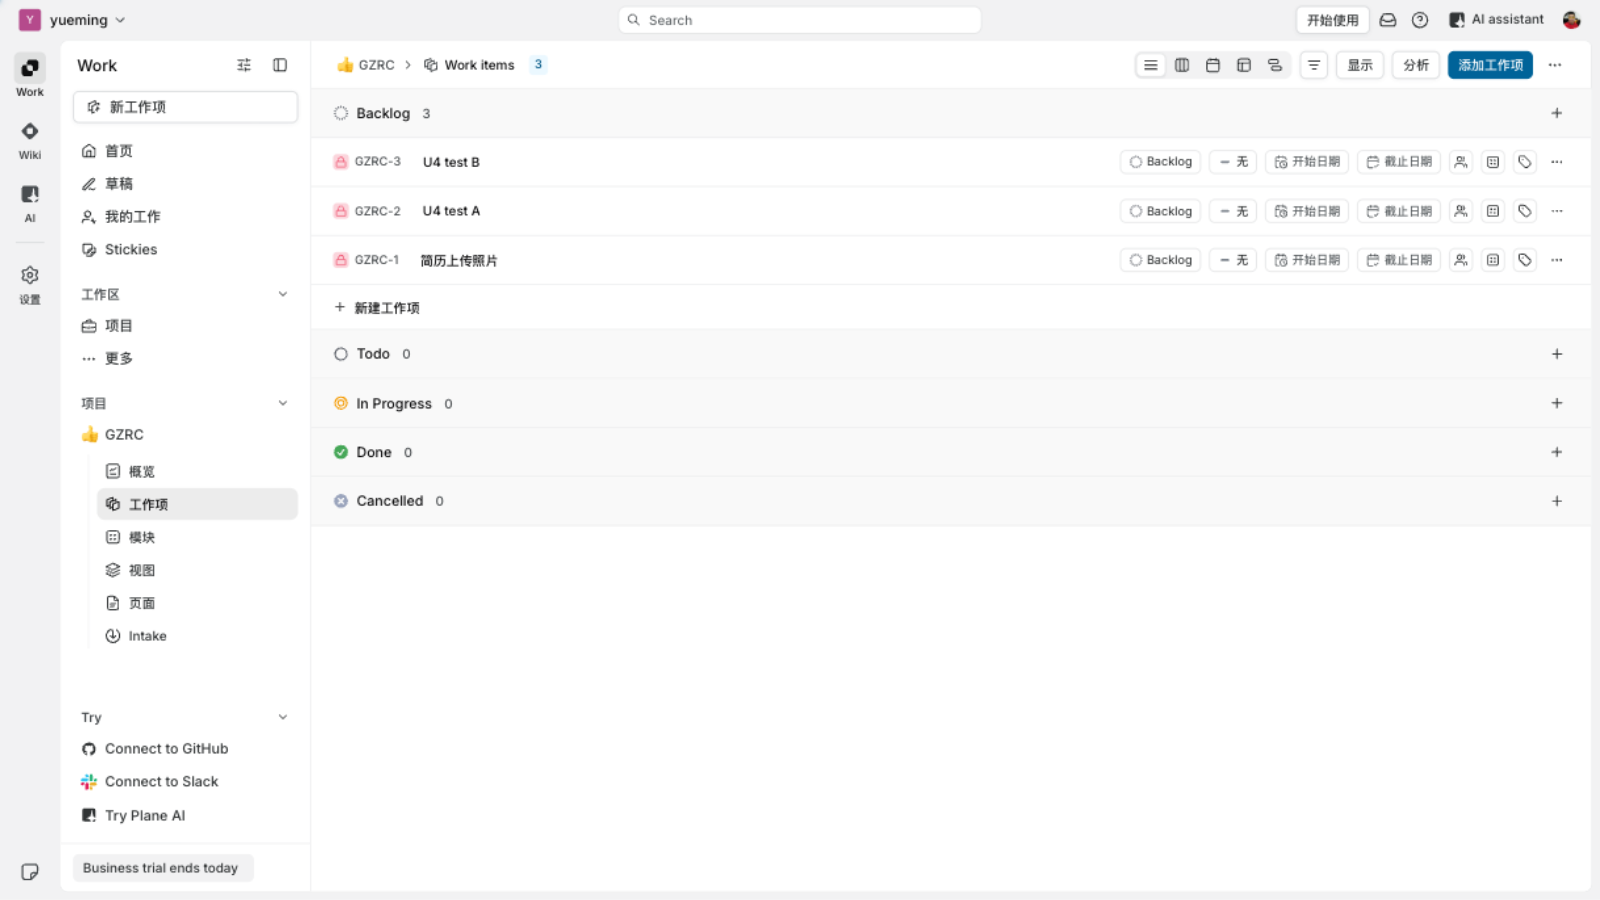 Y yueming
Search
开始使用
AI assistant
Work
Wiki
AI
设置
Work
新工作项
首页
草稿
我的工作
Stickies
工作区
项目
更多
项目
GZRC
概览
工作项
模块
视图
页面
Intake
Try
Connect to GitHub
Connect to Slack
Try Plane AI
Business trial ends today
GZRC > Work items 3
显示 分析 添加工作项
Backlog 3
GZRC-3 U4 test B Backlog 无 开始日期 截止日期
GZRC-2 U4 test A Backlog 无 开始日期 截止日期
GZRC-1 简历上传照片 Backlog 无 开始日期 截止日期
新建工作项
Todo 0
In Progress 0
Done 0
Cancelled 0